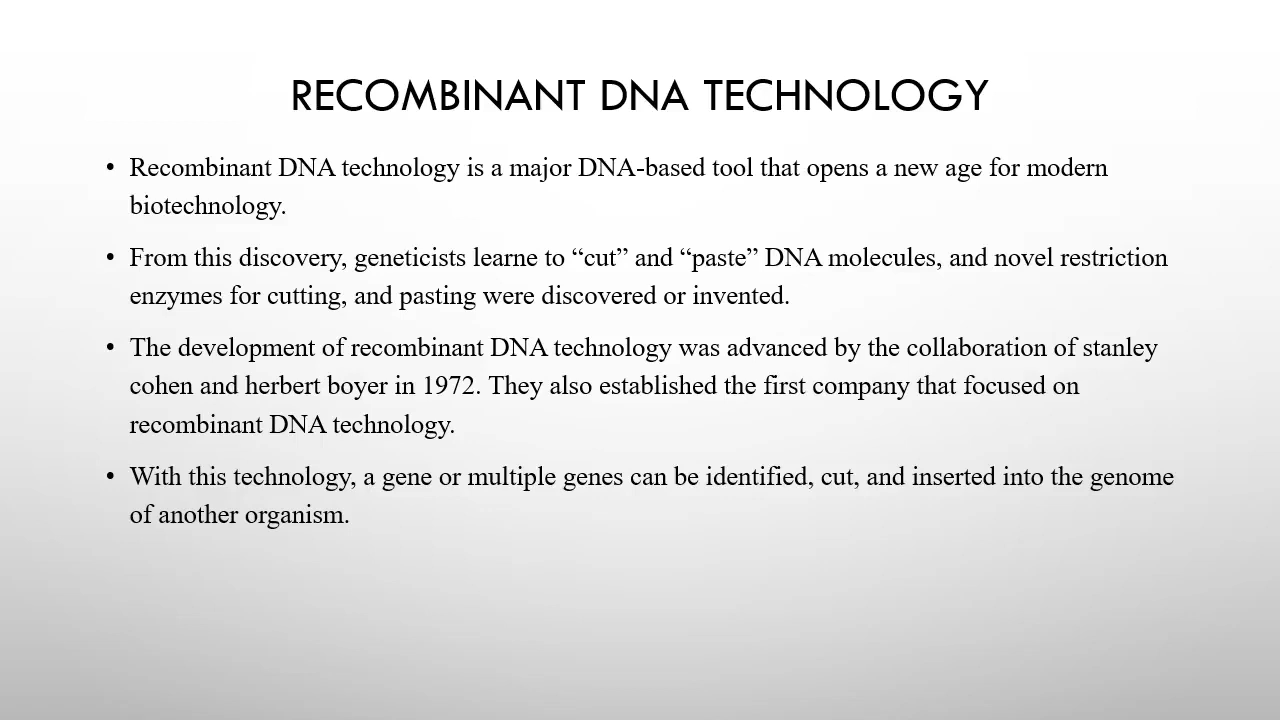 RECOMBINANT DNA TECHNOLOGY
• Recombinant DNA technology is a major DNA-based tool that opens a new age for modern
biotechnology.
• From this discovery, geneticists learne to “cut” and “paste” DNA molecules, and novel restriction
enzymes for cutting, and pasting were discovered or invented.
• The development of recombinant DNA technology was advanced by the collaboration of stanley
cohen and herbert boyer in 1972. They also established the first company that focused on
recombinant DNA technology.
• With this technology, a gene or multiple genes can be identified, cut, and inserted into the genome
of another organism.